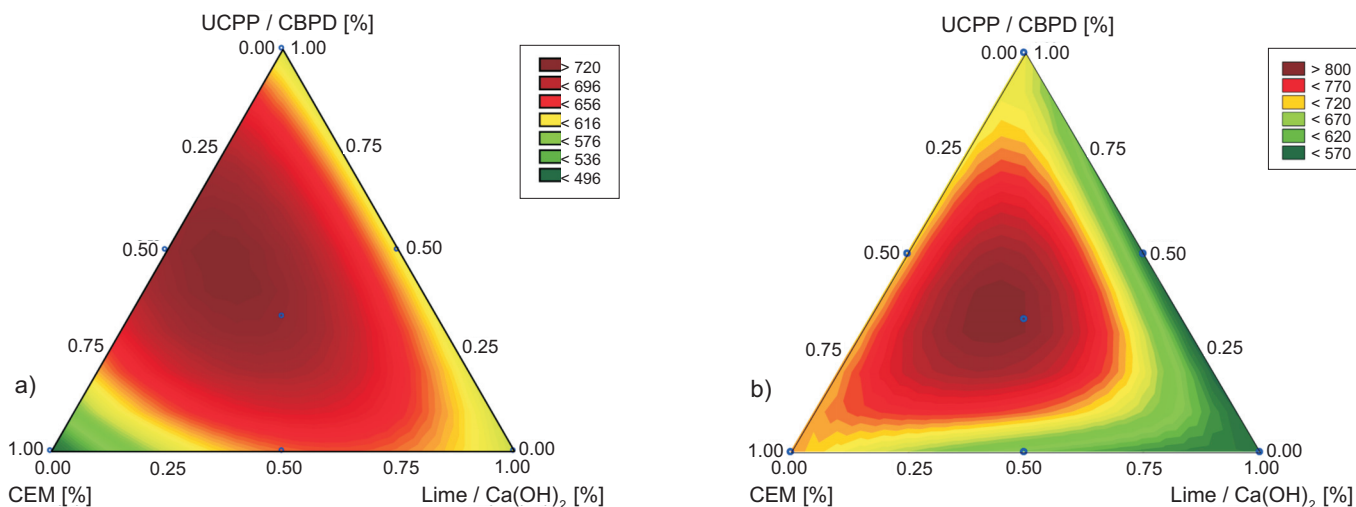 UCPP / CBPD [%]
0.00 1.00
> 720
< 696
< 656
< 616
< 576
< 536
< 496
0.25 0.75
0.50 0.50
0.75 0.25
a)
1.00 0.00
0.00 0.25 0.50 0.75 1.00
CEM [%] Lime / Ca(OH)₂ [%]
UCPP / CBPD [%]
0.00 1.00
> 800
< 770
< 720
< 670
< 620
< 570
0.25 0.75
0.50 0.50
0.75 0.25
b)
1.00 0.00
0.00 0.25 0.50 0.75 1.00
CEM [%] Lime / Ca(OH)₂ [%]